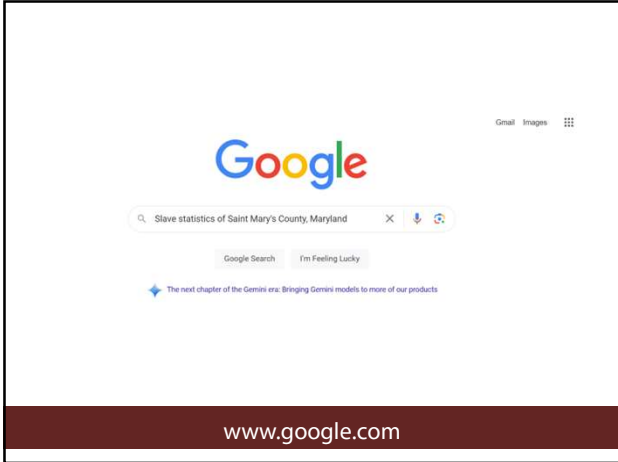 Gmail Images
Google
Slave statistics of Saint Mary's County, Maryland
Google Search I'm Feeling Lucky
The next chapter of the Gemini era: Bringing Gemini models to more of our products
www.google.com